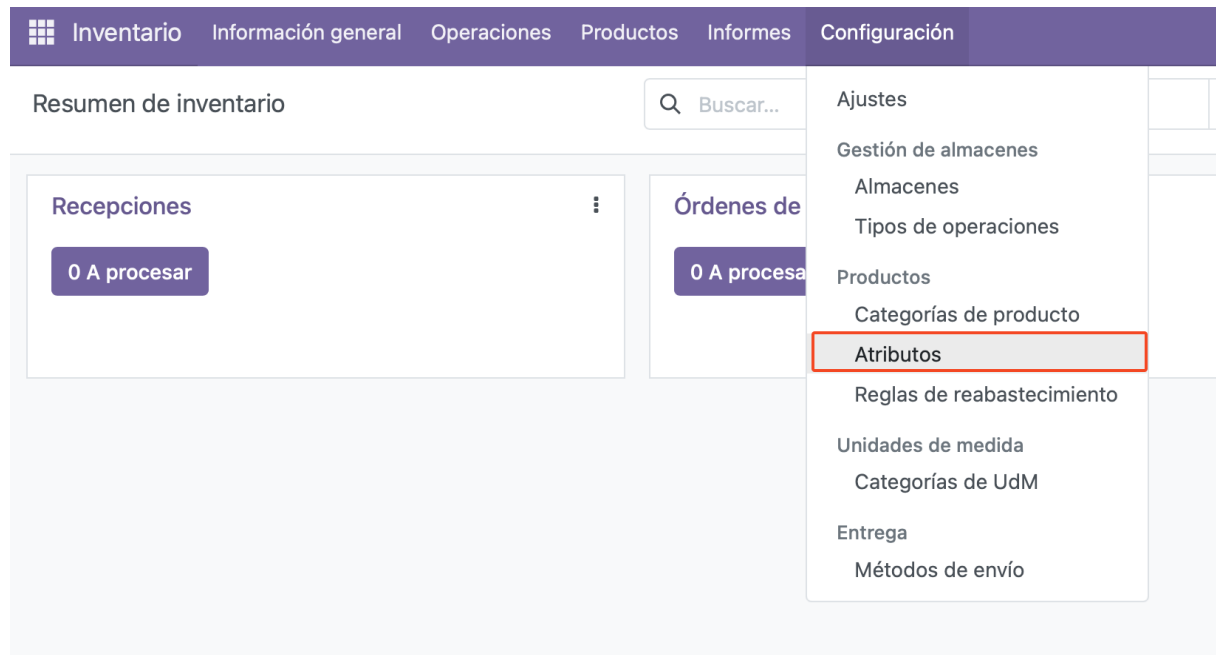 Inventario Información general Operaciones Productos Informes Configuración
Resumen de inventario
Buscar...
Recepciones
0 A procesar
Órdenes de
0 A procesa
Ajustes
Gestión de almacenes
Almacenes
Tipos de operaciones
Productos
Categorías de producto
Atributos
Reglas de reabastecimiento
Unidades de medida
Categorías de UdM
Entrega
Métodos de envío